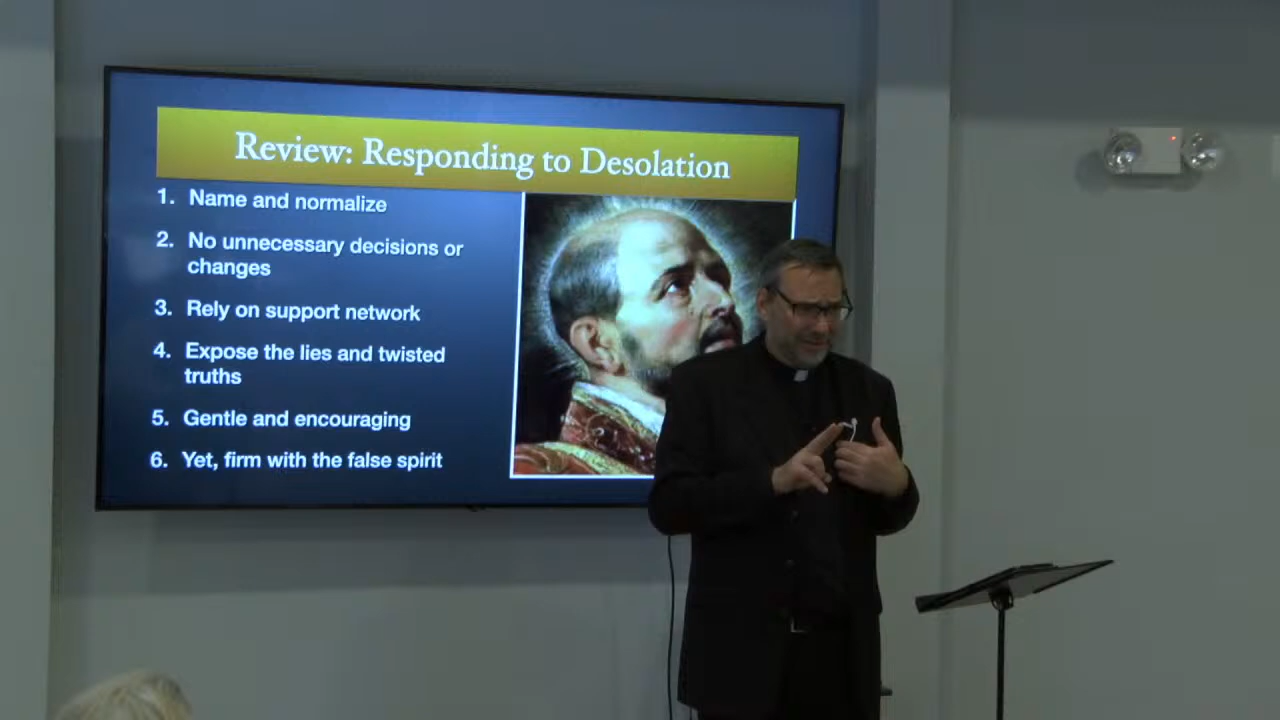 Review: Responding to Desolation
1. Name and normalize
2. No unnecessary decisions or
changes
3. Rely on support network
4. Expose the lies and twisted
truths
5. Gentle and encouraging
6. Yet, firm with the false spirit